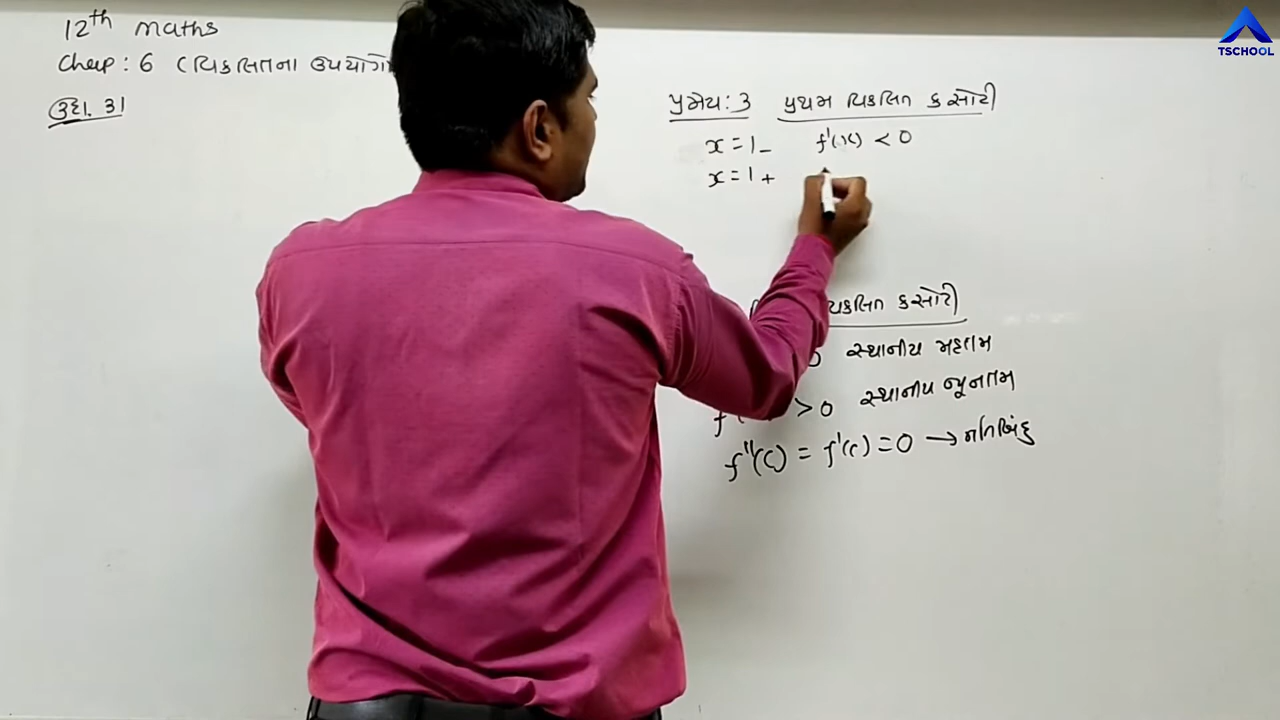 12th maths
Chap : 6 ( વિકલિતના ઉપયોગો
ઉદા. 31
પ્રમેય : 3 પ્રથમ વિકલિત કસોટી
x = 1 - f'(x) < 0
x = 1 +
વિકલિત કસોટી
0 સ્થાનીય મહત્તમ
f > 0 સ્થાનીય ન્યૂનતમ
f''(c) = f'(c) = 0 → નતિબિંદુ
TSCHOOL